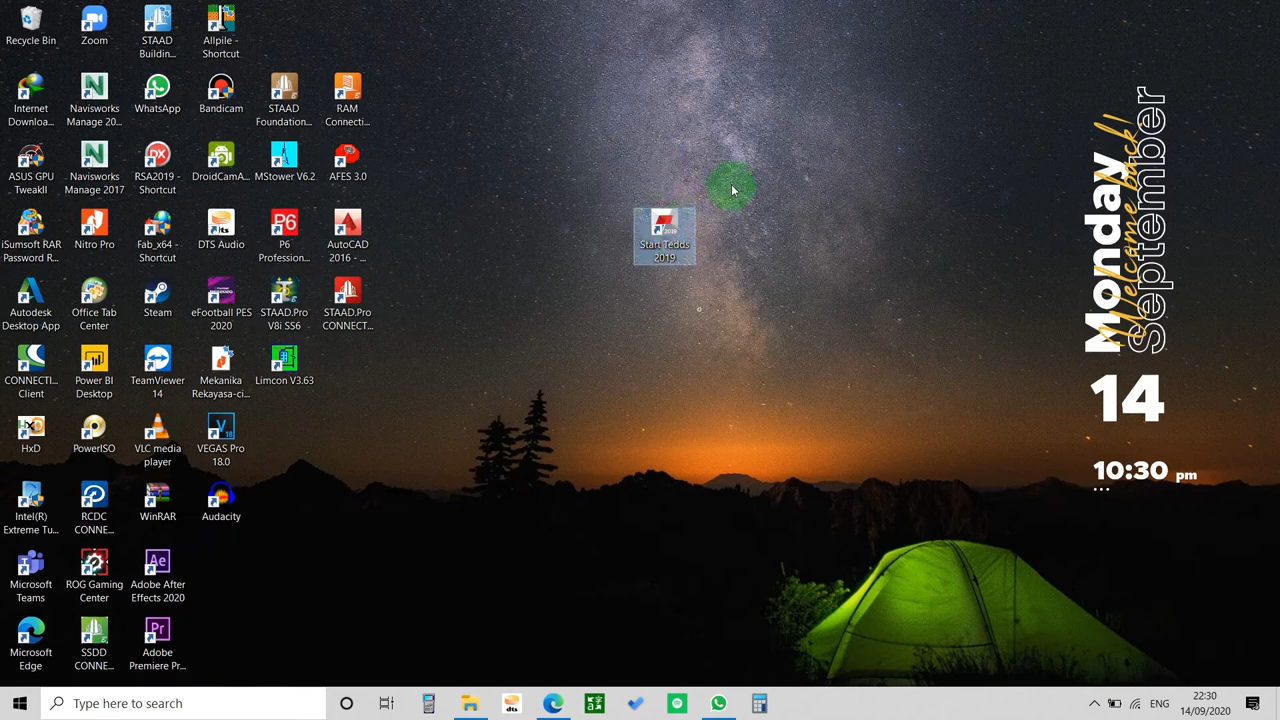 Recycle Bin
Zoom
STAAD
Buildin...
Allpile -
Shortcut
Internet
Downloa...
Navisworks
Manage 20...
WhatsApp
Bandicam
STAAD
Foundation...
RAM
Connecti...
ASUS GPU
TweakII
Navisworks
Manage 2017
RSA2019 -
Shortcut
DroidCamA...
MStower V6.2
AFES 3.0
iSumsoft RAR
Password R...
Nitro Pro
Fab_x64 -
Shortcut
DTS Audio
P6
Profession...
AutoCAD
2016 - ...
Start Tedds
2019
Autodesk
Desktop App
Office Tab
Center
Steam
eFootball PES
2020
STAAD.Pro
V8i SS6
STAAD.Pro
CONNECT...
CONNECTI...
Client
Power BI
Desktop
TeamViewer
14
Mekanika
Rekayasa-ci...
Limcon V3.63
HxD
PowerISO
VLC media
player
VEGAS Pro
18.0
Intel(R)
Extreme Tu...
RCDC
CONNE...
WinRAR
Audacity
Microsoft
Teams
ROG Gaming
Center
Adobe After
Effects 2020
Microsoft
Edge
SSDD
CONNE...
Adobe
Premiere Pr...
Monday
Welcome back!
September
14
10:30 pm
...
Type here to search
ENG
22:30
14/09/2020